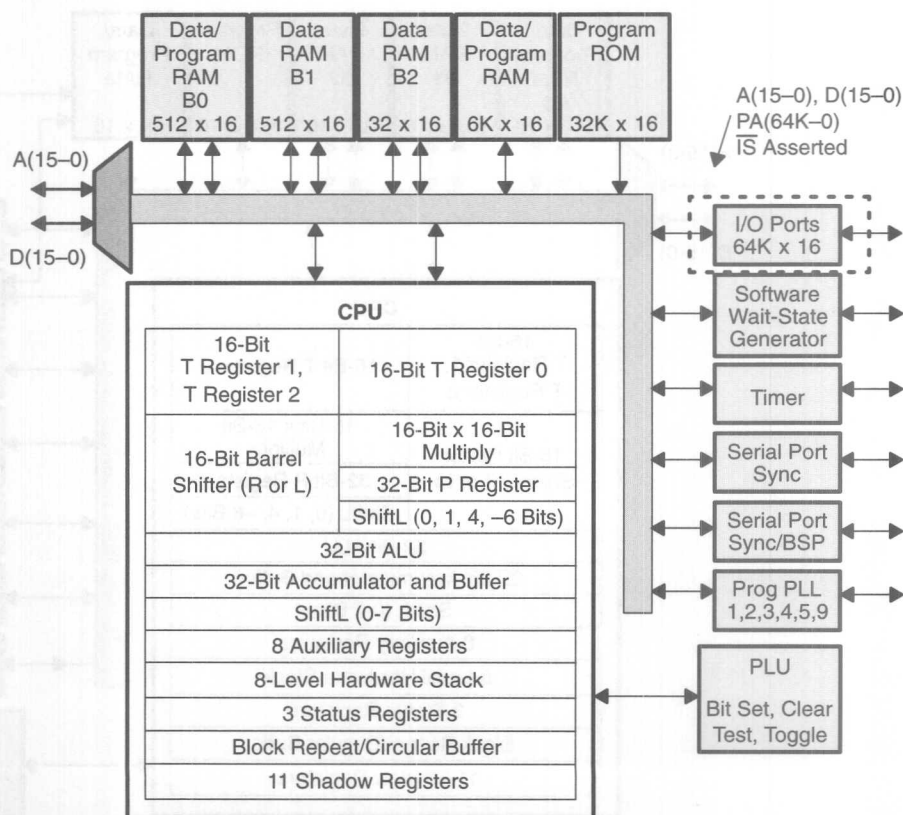 Data/
Program
RAM
B0
512 x 16
Data
RAM
B1
512 x 16
Data
RAM
B2
32 x 16
Data/
Program
RAM
6K x 16
Program
ROM
32K x 16
A(15–0), D(15–0)
PA(64K–0)
IS Asserted
A(15–0)
D(15–0)
I/O Ports
64K x 16
Software
Wait-State
Generator
Timer
Serial Port
Sync
Serial Port
Sync/BSP
Prog PLL
1,2,3,4,5,9
PLU
Bit Set, Clear
Test, Toggle
CPU
16-Bit
T Register 1,
T Register 2
16-Bit T Register 0
16-Bit Barrel
Shifter (R or L)
16-Bit x 16-Bit
Multiply
32-Bit P Register
ShiftL (0, 1, 4, –6 Bits)
32-Bit ALU
32-Bit Accumulator and Buffer
ShiftL (0-7 Bits)
8 Auxiliary Registers
8-Level Hardware Stack
3 Status Registers
Block Repeat/Circular Buffer
11 Shadow Registers